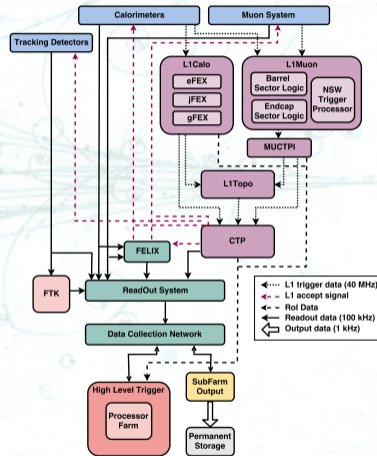 Calorimeters
Muon System
Tracking Detectors
L1Calo
eFEX
jFEX
gFEX
L1Muon
Barrel
Sector Logic
Endcap
Sector Logic
NSW
Trigger
Processor
MUCTPI
L1Topo
CTP
FELIX
FTK
ReadOut System
Data Collection Network
High Level Trigger
Processor
Farm
SubFarm
Output
Permanent
Storage
L1 trigger data (40 MHz)
L1 accept signal
RoI Data
Readout data (100 kHz)
Output data (1 kHz)